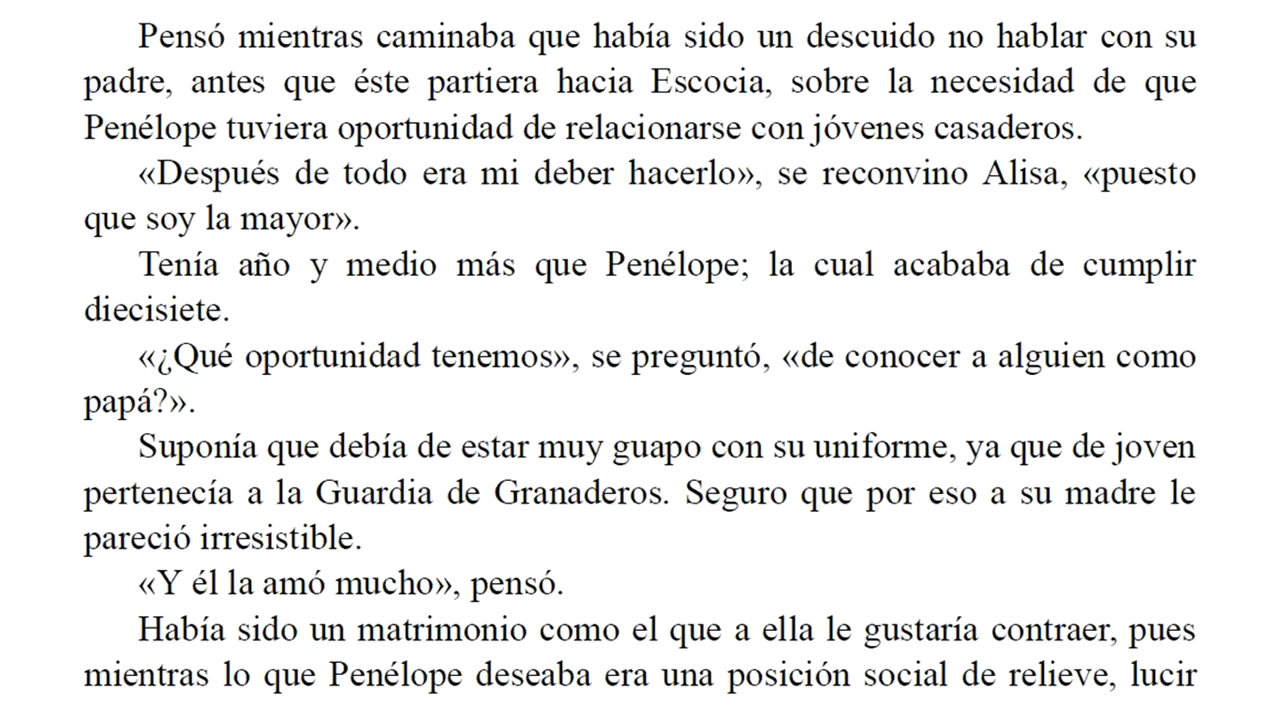 Pensó mientras caminaba que había sido un descuido no hablar con su
padre, antes que éste partiera hacia Escocia, sobre la necesidad de que
Penélope tuviera oportunidad de relacionarse con jóvenes casaderos.
«Después de todo era mi deber hacerlo», se reconvino Alisa, «puesto
que soy la mayor».
Tenía año y medio más que Penélope; la cual acababa de cumplir
diecisiete.
«¿Qué oportunidad tenemos», se preguntó, «de conocer a alguien como
papá?».
Suponía que debía de estar muy guapo con su uniforme, ya que de joven
pertenecía a la Guardia de Granaderos. Seguro que por eso a su madre le
pareció irresistible.
«Y él la amó mucho», pensó.
Había sido un matrimonio como el que a ella le gustaría contraer, pues
mientras lo que Penélope deseaba era una posición social de relieve, lucir